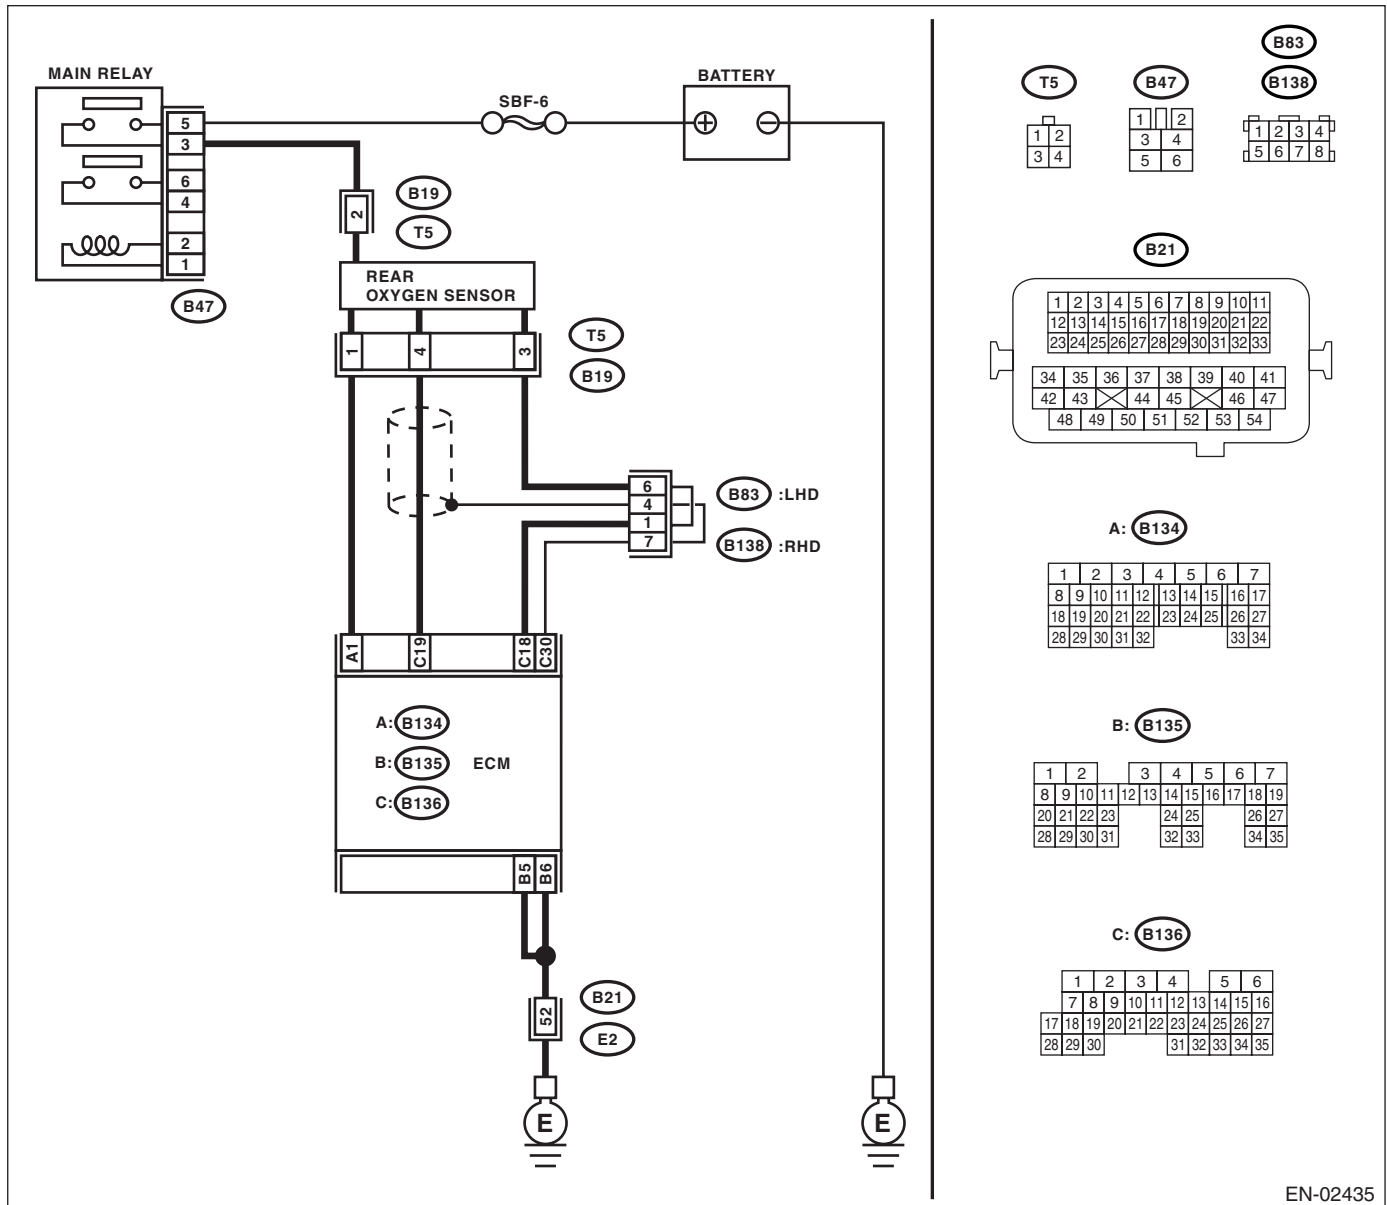 MAIN RELAY
5
3
6
4
2
1
B47
SBF-6
BATTERY
2
B19
T5
REAR
OXYGEN SENSOR
1 4 3
T5
B19
6
4
1
7
B83 :LHD
B138 :RHD
A1 C19 C18 C30
A: B134
B: B135 ECM
C: B136
B5 B6
52
B21
E2
E
E
T5
1 2
3 4
B47
1 2
3 4
5 6
B83
B138
1 2 3 4
5 6 7 8
B21
1 2 3 4 5 6 7 8 9 10 11
12 13 14 15 16 17 18 19 20 21 22
23 24 25 26 27 28 29 30 31 32 33
34 35 36 37 38 39 40 41
42 43 44 45 46 47
48 49 50 51 52 53 54
A: B134
1 2 3 4 5 6 7
8 9 10 11 12 13 14 15 16 17
18 19 20 21 22 23 24 25 26 27
28 29 30 31 32 33 34
B: B135
1 2 3 4 5 6 7
8 9 10 11 12 13 14 15 16 17 18 19
20 21 22 23 24 25 26 27
28 29 30 31 32 33 34 35
C: B136
1 2 3 4 5 6
7 8 9 10 11 12 13 14 15 16
17 18 19 20 21 22 23 24 25 26 27
28 29 30 31 32 33 34 35
EN-02435